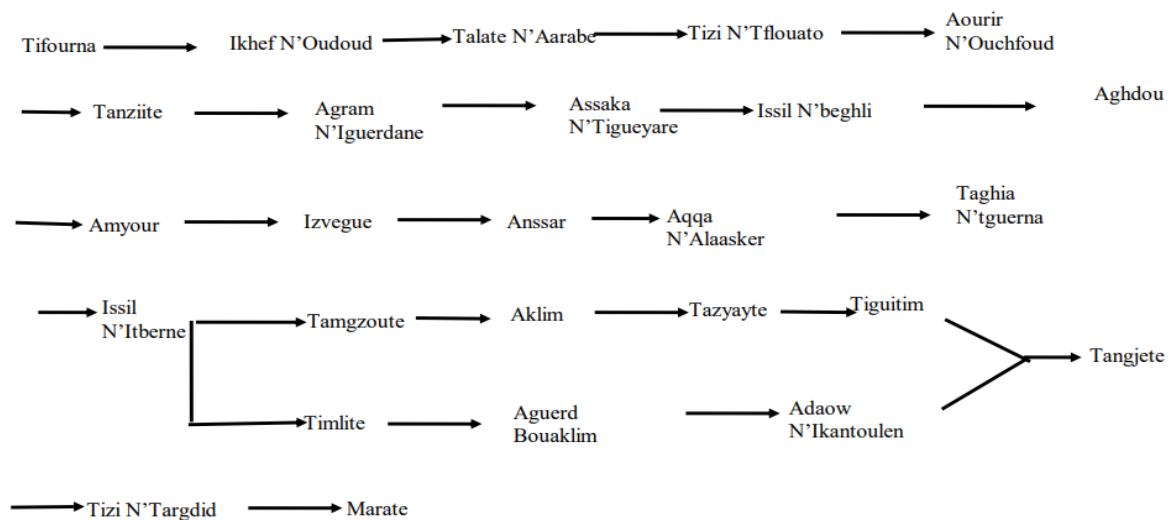 Tifourna Ikhef N'Oudoud Talate N'Aarabe Tizi N'Tflouato Aourir
N'Ouchfoud
Tanziite Agram Assaka Issil N'beghli Aghdou
N'Iguerdane N'Tigueyare
Amyour Izvegue Anssar Aqqa Taghia
N'Alaasker N'tguerna
Issil Tamgzoute Aklim Tazyayte Tiguitim
N'Itberne
Tangjete
Timlite Aguerd Adaow
Bouaklim N'Ikantoulen
Tizi N'Targdid Marate